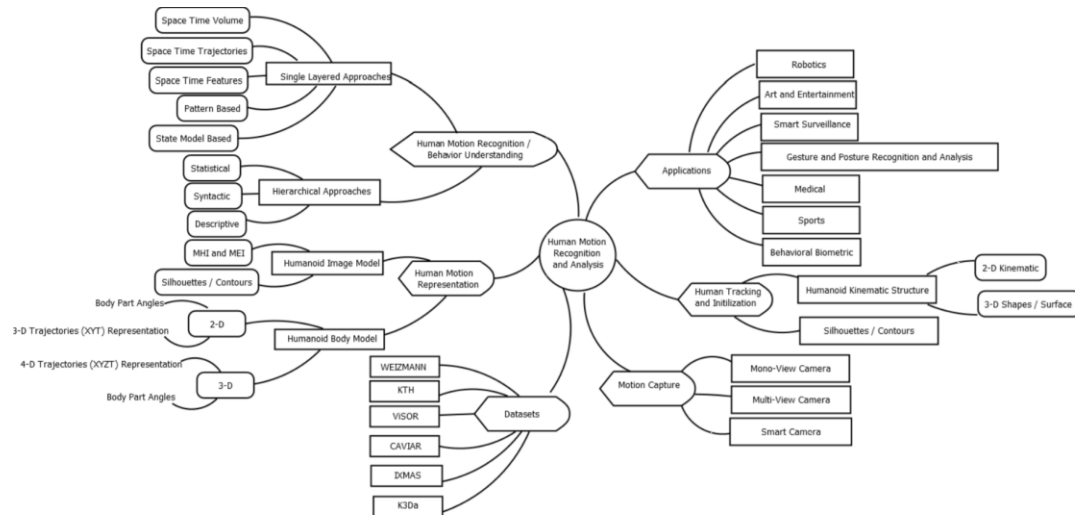 Space Time Volume
Space Time Trajectories
Space Time Features
Pattern Based
State Model Based
Single Layered Approaches
Statistical
Syntactic
Descriptive
Hierarchical Approaches
Human Motion Recognition /
Behavior Understanding
MHI and MEI
Silhouettes / Contours
Humanoid Image Model
Body Part Angles
3-D Trajectories (XYT) Representation
2-D
4-D Trajectories (XYZT) Representation
Body Part Angles
3-D
Humanoid Body Model
Human Motion
Representation
WEIZMANN
KTH
VISOR
CAVIAR
IXMAS
K3Da
Datasets
Human Motion
Recognition
and Analysis
Applications
Robotics
Art and Entertainment
Smart Surveillance
Gesture and Posture Recognition and Analysis
Medical
Sports
Behavioral Biometric
Human Tracking
and Initilization
Humanoid Kinematic Structure
2-D Kinematic
3-D Shapes / Surface
Silhouettes / Contours
Motion Capture
Mono-View Camera
Multi-View Camera
Smart Camera